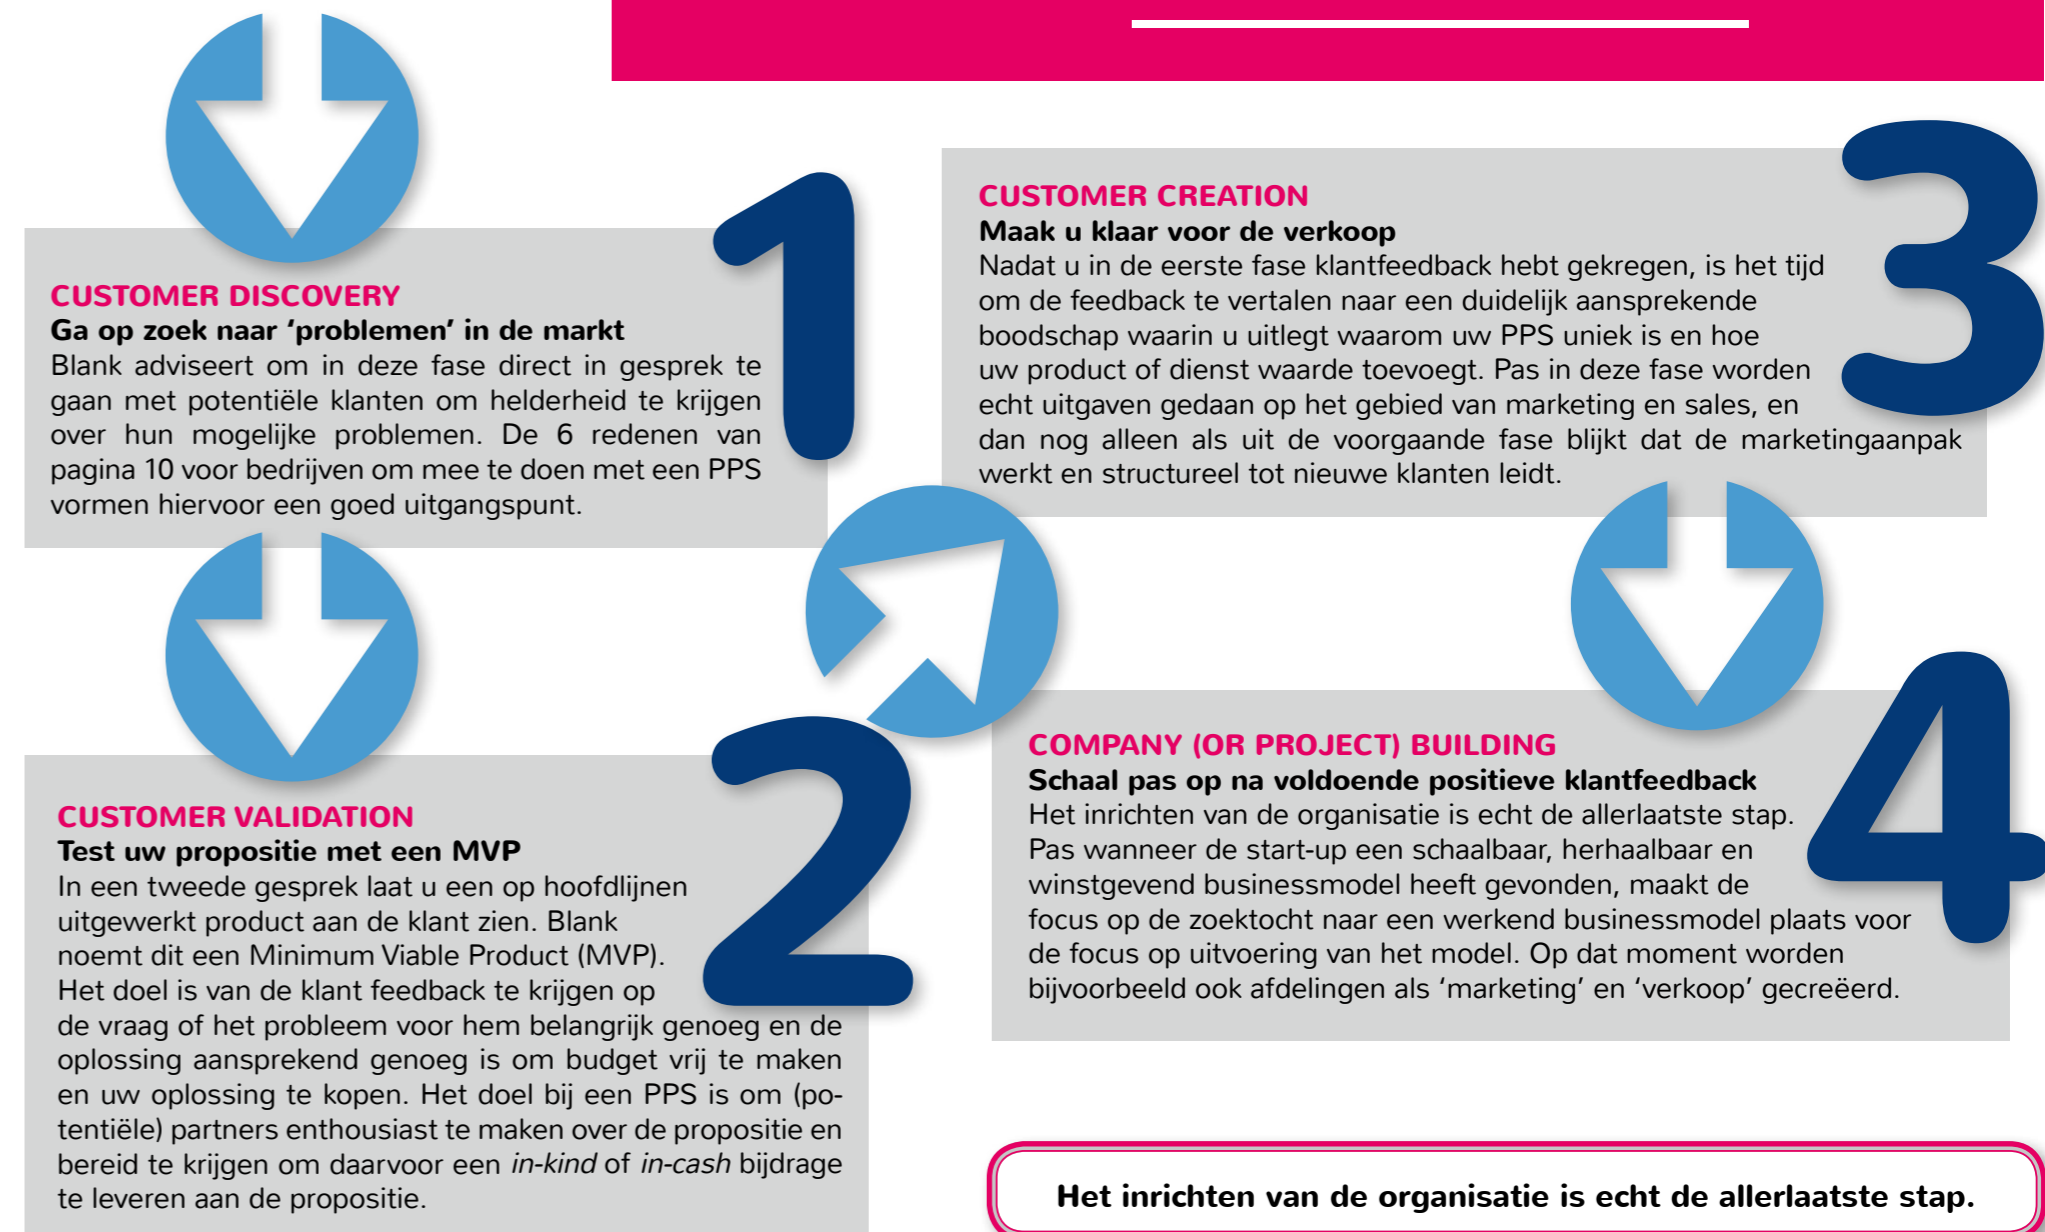 1
CUSTOMER DISCOVERY
Ga op zoek naar ‘problemen’ in de markt
Blank adviseert om in deze fase direct in gesprek te
gaan met potentiële klanten om helderheid te krijgen
over hun mogelijke problemen. De 6 redenen van
pagina 10 voor bedrijven om mee te doen met een PPS
vormen hiervoor een goed uitgangspunt.
2
CUSTOMER VALIDATION
Test uw propositie met een MVP
In een tweede gesprek laat u een op hoofdlijnen
uitgewerkt product aan de klant zien. Blank
noemt dit een Minimum Viable Product (MVP).
Het doel is van de klant feedback te krijgen op
de vraag of het probleem voor hem belangrijk genoeg en de
oplossing aansprekend genoeg is om budget vrij te maken
en uw oplossing te kopen. Het doel bij een PPS is om (po-
tentiële) partners enthousiast te maken over de propositie en
bereid te krijgen om daarvoor een in-kind of in-cash bijdrage
te leveren aan de propositie.
3
CUSTOMER CREATION
Maak u klaar voor de verkoop
Nadat u in de eerste fase klantfeedback hebt gekregen, is het tijd
om de feedback te vertalen naar een duidelijk aansprekende
boodschap waarin u uitlegt waarom uw PPS uniek is en hoe
uw product of dienst waarde toevoegt. Pas in deze fase worden
echt uitgaven gedaan op het gebied van marketing en sales, en
dan nog alleen als uit de voorgaande fase blijkt dat de marketingaanpak
werkt en structureel tot nieuwe klanten leidt.
4
COMPANY (OR PROJECT) BUILDING
Schaal pas op na voldoende positieve klantfeedback
Het inrichten van de organisatie is echt de allerlaatste stap.
Pas wanneer de start-up een schaalbaar, herhaalbaar en
winstgevend businessmodel heeft gevonden, maakt de
focus op de zoektocht naar een werkend businessmodel plaats voor
de focus op uitvoering van het model. Op dat moment worden
bijvoorbeeld ook afdelingen als ‘marketing’ en ‘verkoop’ gecreëerd.
Het inrichten van de organisatie is echt de allerlaatste stap.